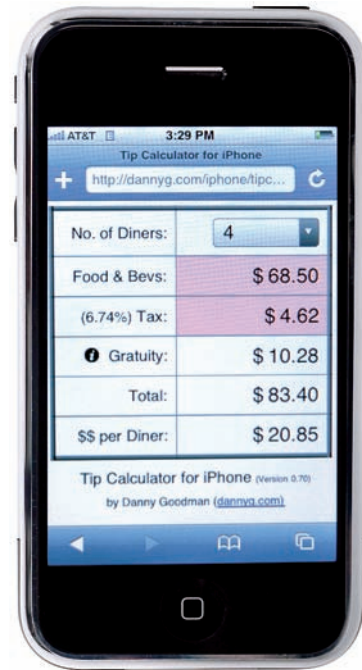 AT&T 3:29 PM
Tip Calculator for iPhone
http://dannyg.com/iphone/tipc...
No. of Diners: 4
Food & Bevs: $ 68.50
(6.74%) Tax: $ 4.62
Gratuity: $ 10.28
Total: $ 83.40
$$ per Diner: $ 20.85
Tip Calculator for iPhone (Version 0.70)
by Danny Goodman (dannyg.com)